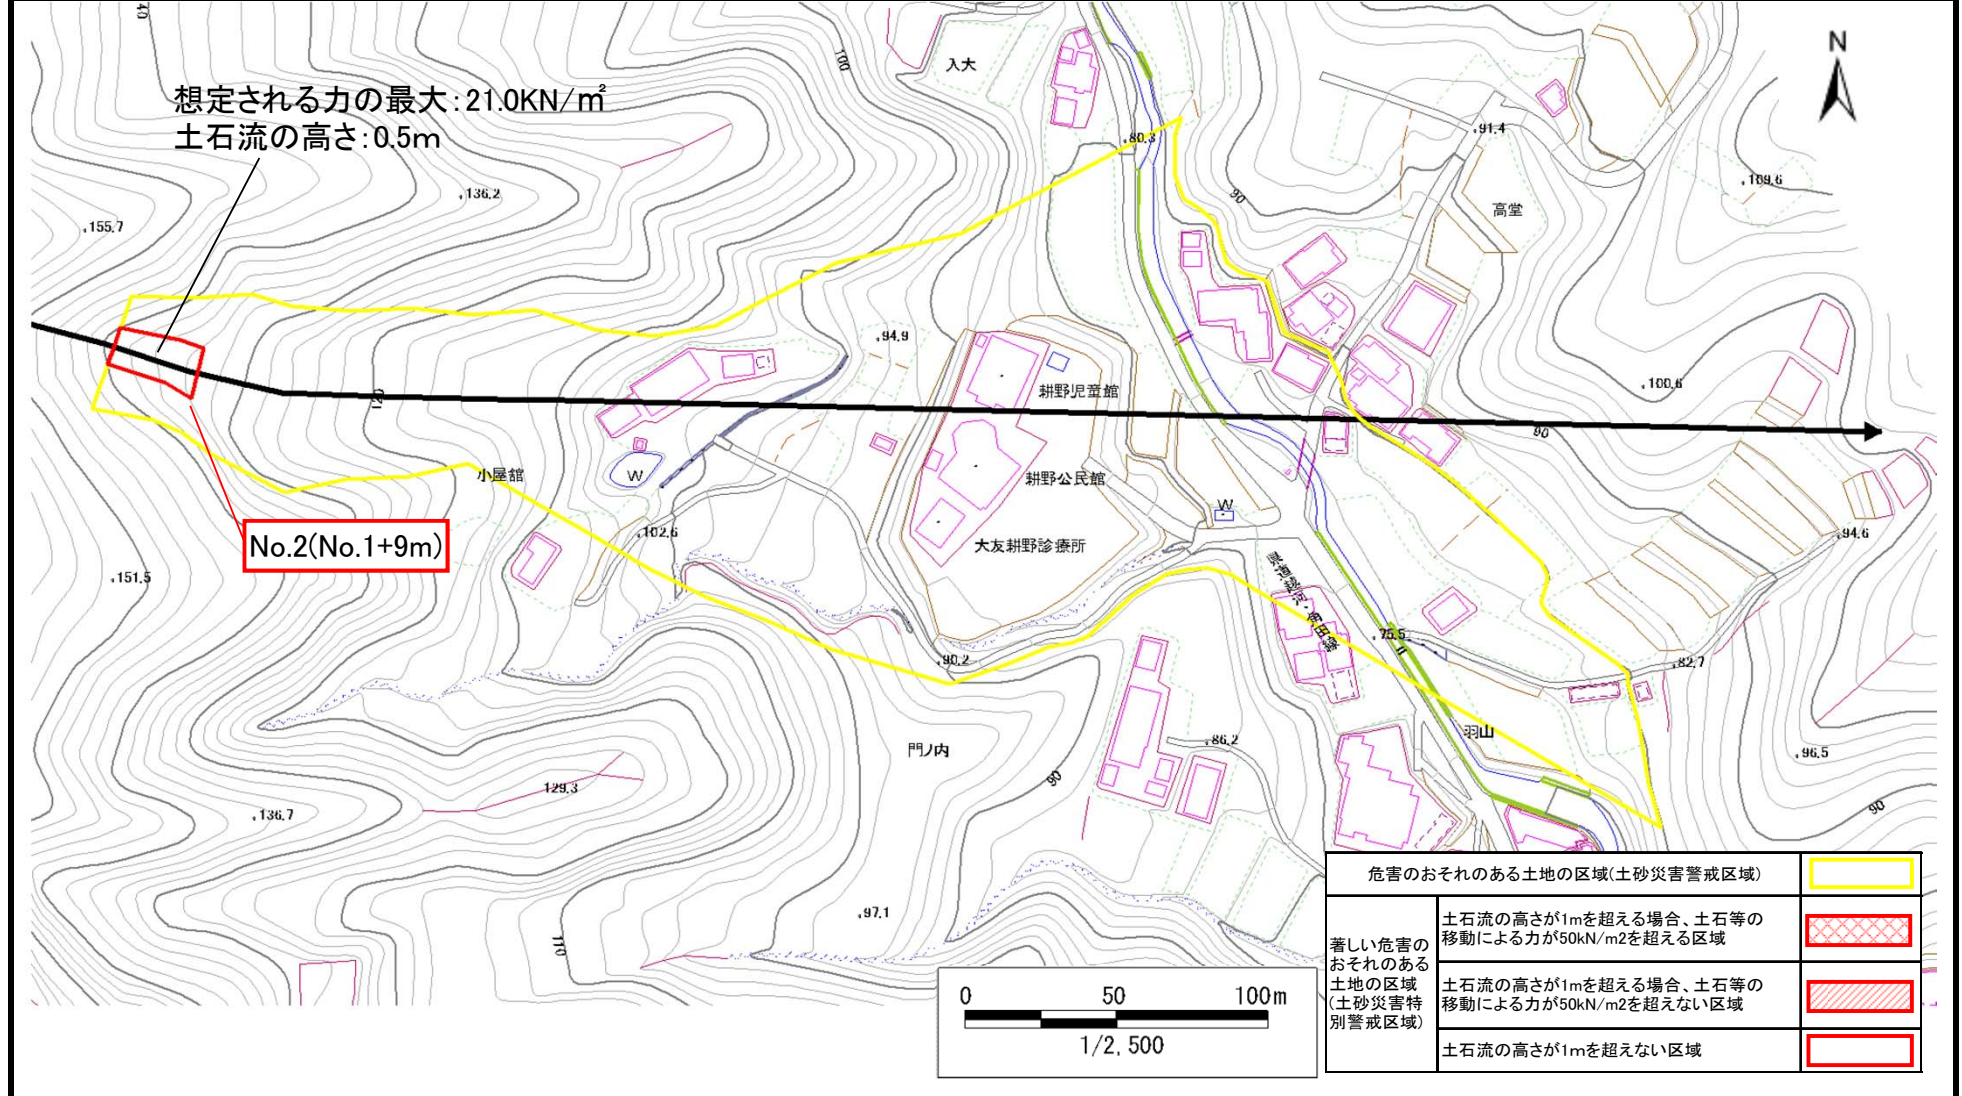 想定される力の最大:21.0KN/㎡
土石流の高さ:0.5m
N
入大
高堂
40
100
.80.3
.91.4
.109.6
90
.136.2
.155.7
.94.9
耕野児童館
.100.6
120
90
小屋舘
W
耕野公民館
W
No.2(No.1+9m)
.102.6
大友耕野診療所
.94.6
.151.5
.75.5
.90.2
.82.7
羽山
門ノ内
.86.2
.96.5
90
129.3
.136.7
90
.97.1
110
0 50 100m
1/2,500
危害のおそれのある土地の区域(土砂災害警戒区域)
著しい危害の
おそれのある
土地の区域
(土砂災害特
別警戒区域)
土石流の高さが1mを超える場合、土石等の
移動による力が50kN/m2を超える区域
土石流の高さが1mを超える場合、土石等の
移動による力が50kN/m2を超えない区域
土石流の高さが1mを超えない区域